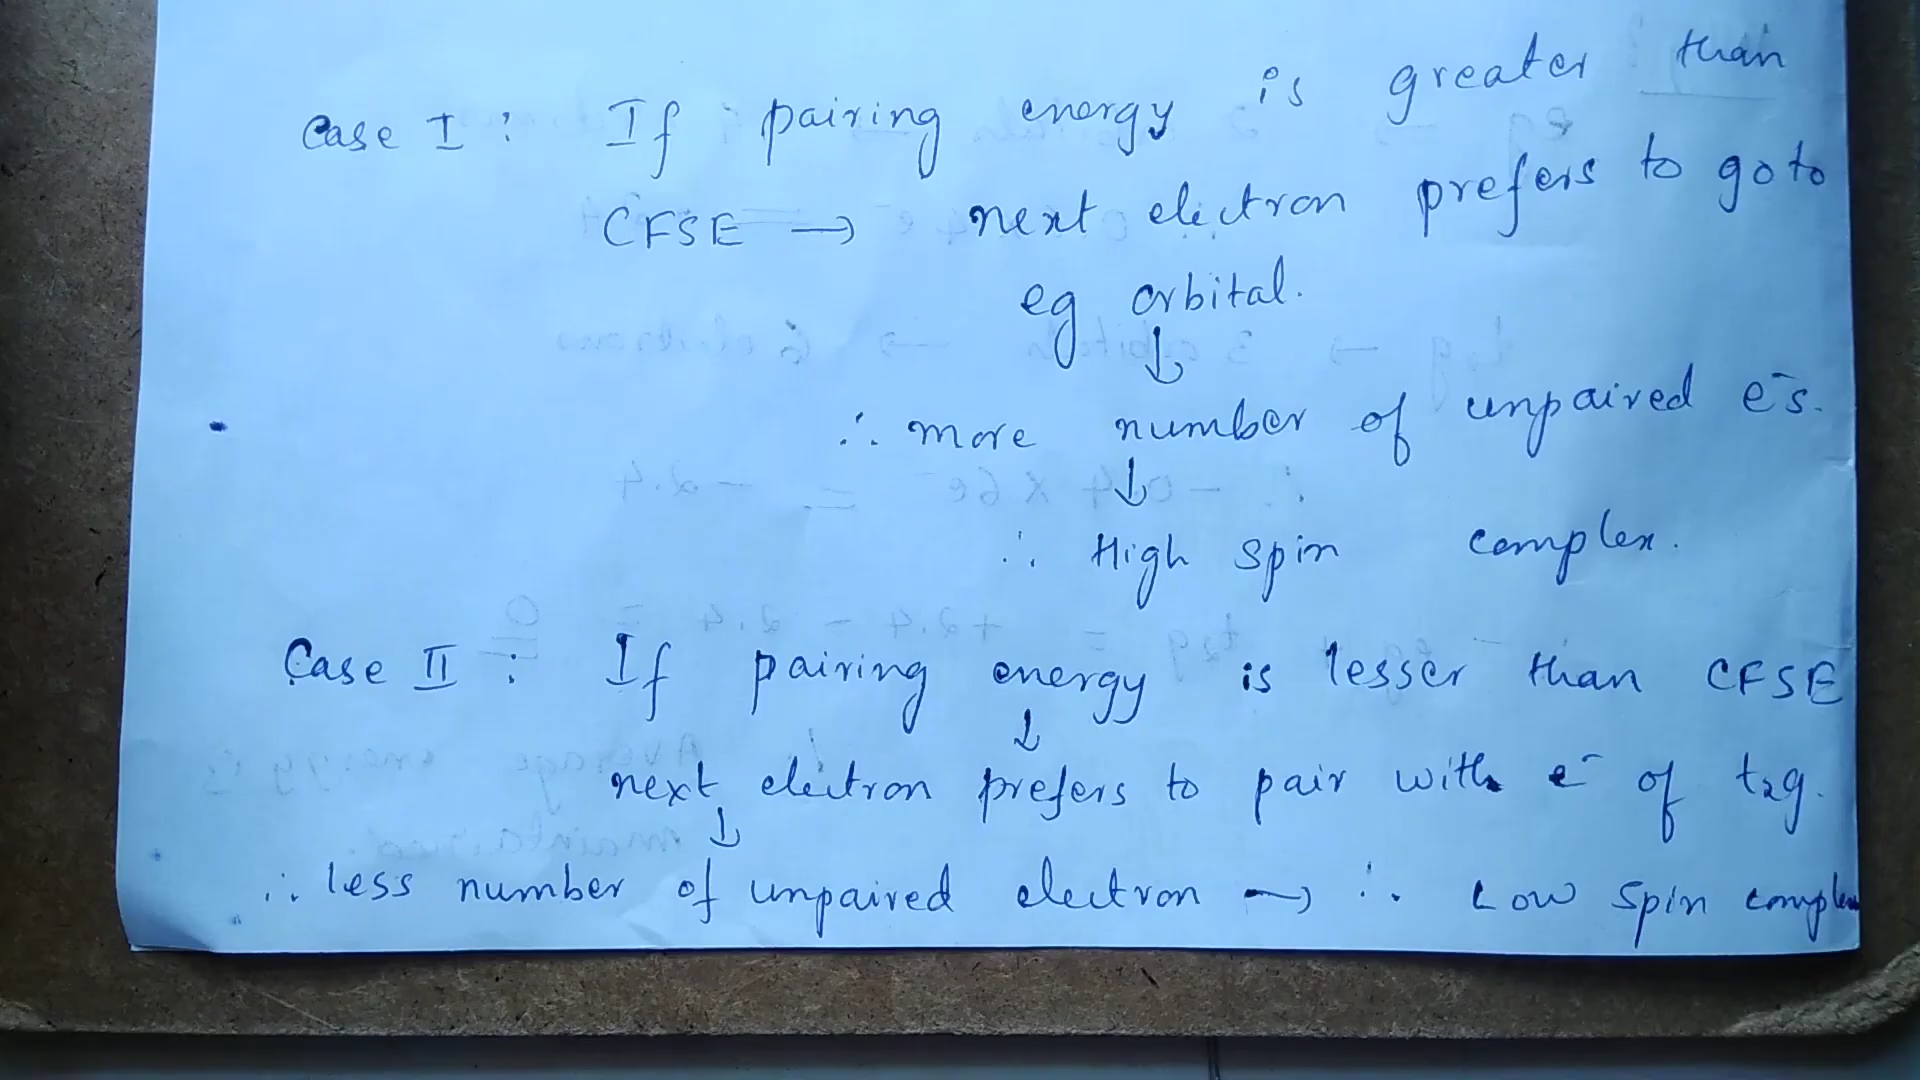 Case I : If pairing energy is greater than
CFSE → next electron prefers to go to
eg orbital.
↓
∴ more number of unpaired e⁻s.
↓
∴ High spin complex.
Case II : If pairing energy is lesser than CFSE
↓
next electron prefers to pair with e⁻ of t₂g.
↓
∴ less number of unpaired electron → ∴ Low spin complex